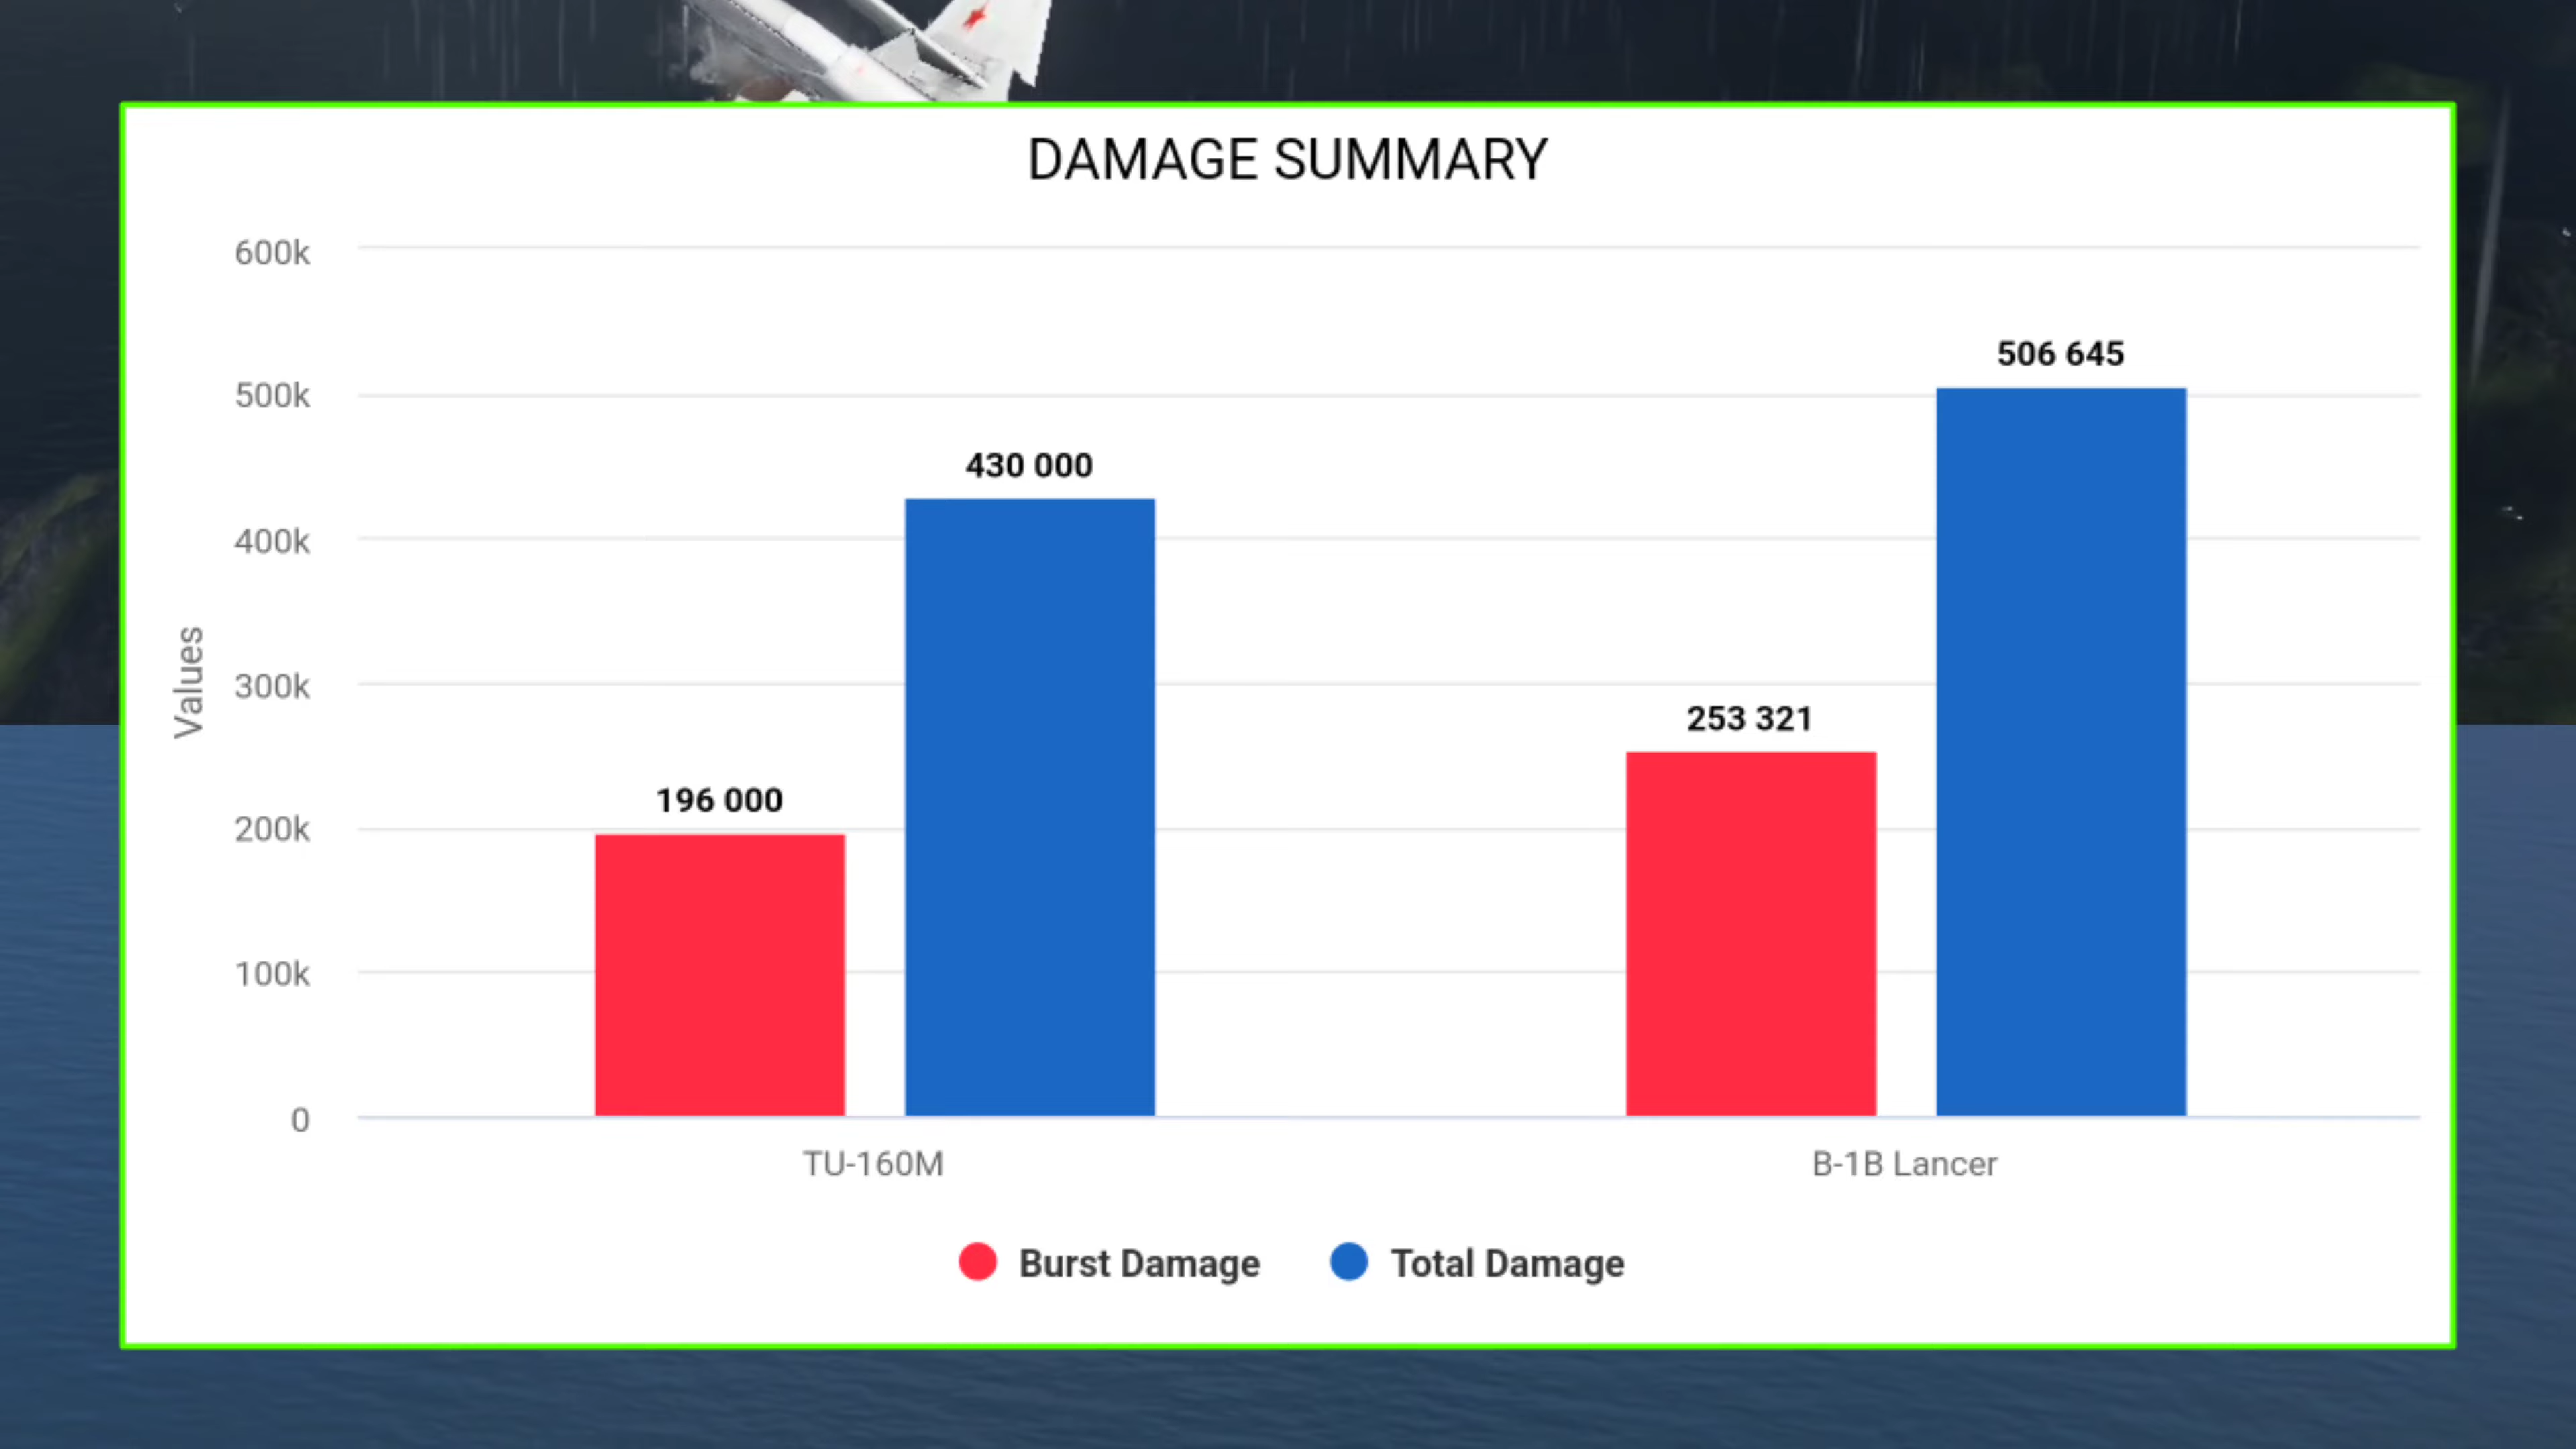 DAMAGE SUMMARY
600k
500k
400k
300k
200k
100k
0
Values
196 000
430 000
253 321
506 645
TU-160M
B-1B Lancer
Burst Damage
Total Damage